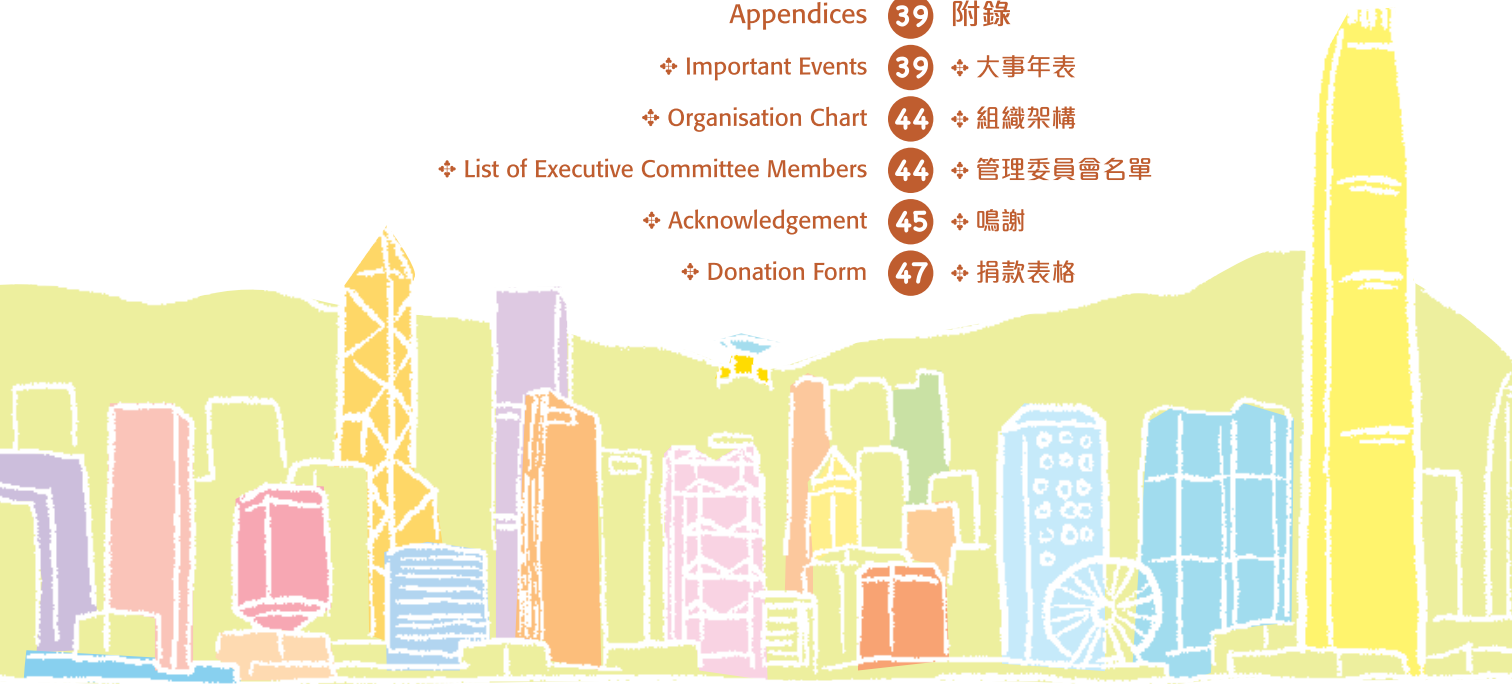 Appendices 39 附錄
✥ Important Events 39 ✥ 大事年表
✥ Organisation Chart 44 ✥ 組織架構
✥ List of Executive Committee Members 44 ✥ 管理委員會名單
✥ Acknowledgement 45 ✥ 鳴謝
✥ Donation Form 47 ✥ 捐款表格